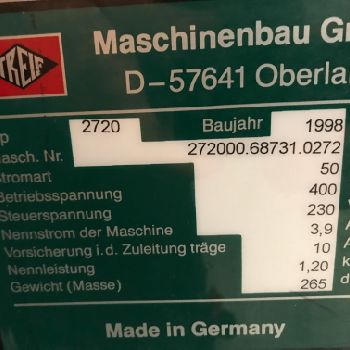 TREIF
Maschinenbau G
D-57641 Oberla
2720 Baujahr 1998
asch. Nr. 272000.68731.0272
tromart 50
Betriebsspannung 400
Steuerspannung 230
Nennstrom der Maschine 3,9
Vorsicherung i.d. Zuleitung träge 10
Nennleistung 1,20
Gewicht (Masse) 265
Made in Germany